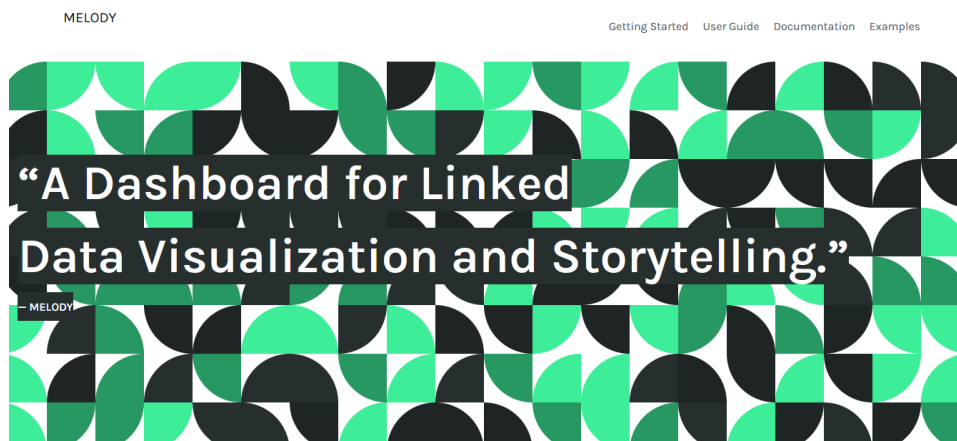 MELODY
Getting Started User Guide Documentation Examples
“A Dashboard for Linked
Data Visualization and Storytelling.”
– MELODY